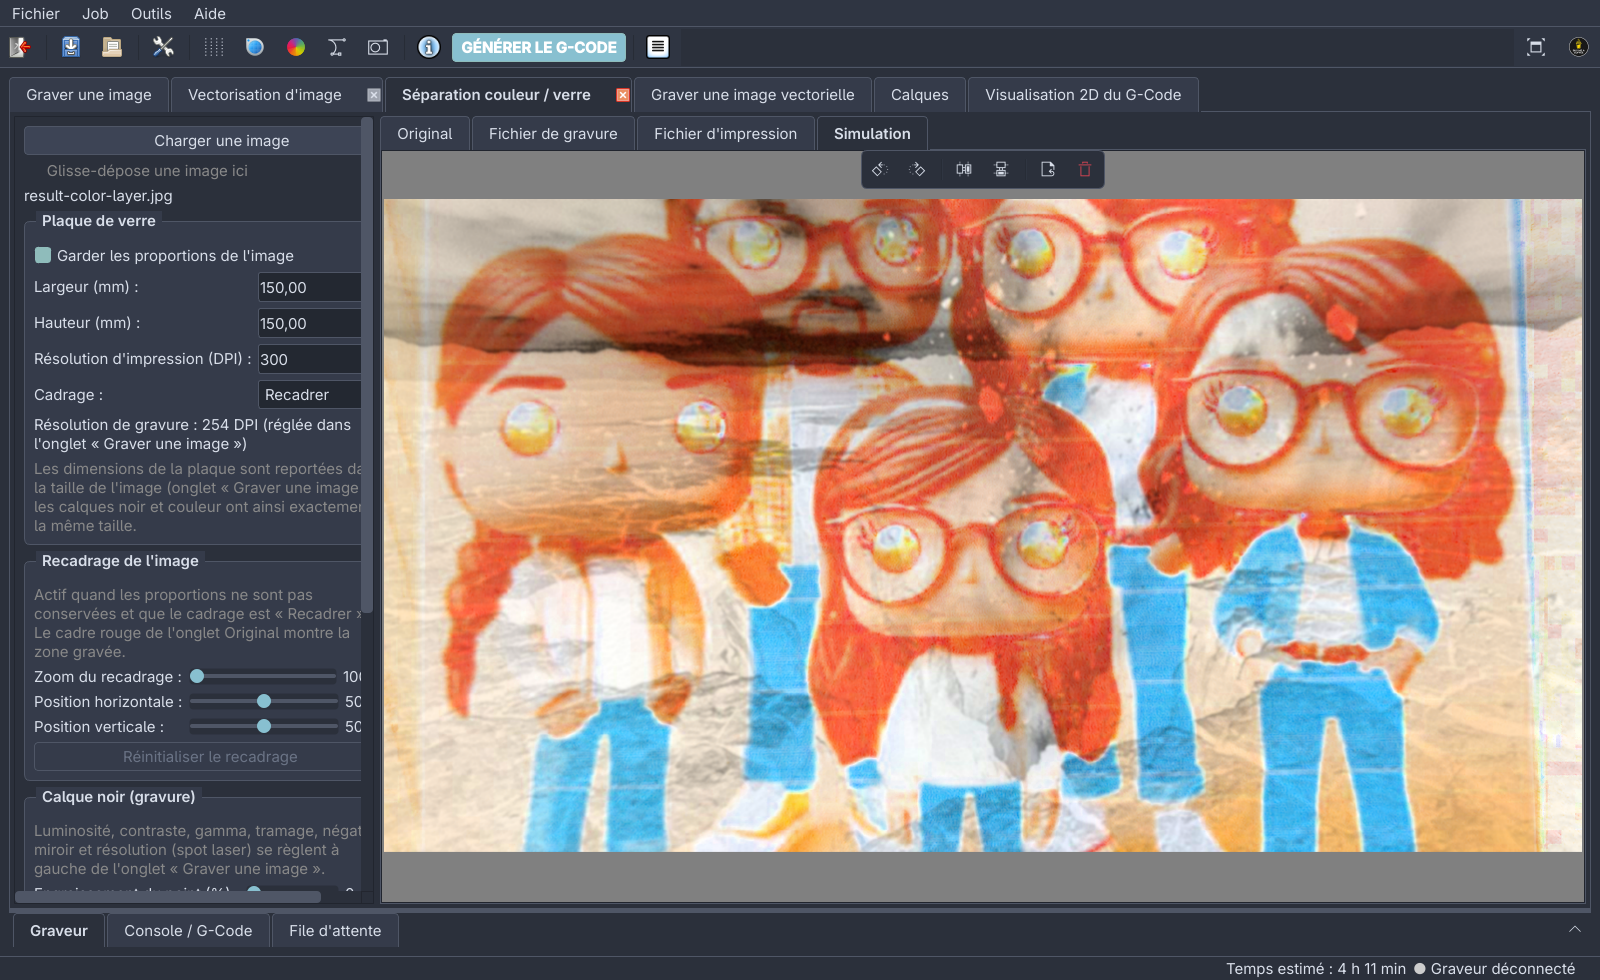 Fichier Job Outils Aide
GÉNÉRER LE G-CODE
Graver une image Vectorisation d'image Séparation couleur / verre Graver une image vectorielle Calques Visualisation 2D du G-Code
Original Fichier de gravure Fichier d'impression Simulation
Charger une image
Glisse-dépose une image ici
result-color-layer.jpg
Plaque de verre
Garder les proportions de l'image
Largeur (mm) : 150,00
Hauteur (mm) : 150,00
Résolution d'impression (DPI) : 300
Cadrage : Recadrer
Résolution de gravure : 254 DPI (réglée dans
l'onglet « Graver une image »)
Les dimensions de la plaque sont reportées da
la taille de l'image (onglet « Graver une image
les calques noir et couleur ont ainsi exactemer
la même taille.
Recadrage de l'image
Actif quand les proportions ne sont pas
conservées et que le cadrage est « Recadrer »
Le cadre rouge de l'onglet Original montre la
zone gravée.
Zoom du recadrage : 100
Position horizontale : 50
Position verticale : 50
Réinitialiser le recadrage
Calque noir (gravure)
Luminosité, contraste, gamma, tramage, négat
miroir et résolution (spot laser) se règlent à
gauche de l'onglet « Graver une image ».
Graveur Console / G-Code File d'attente
Temps estimé : 4 h 11 min Graveur déconnecté